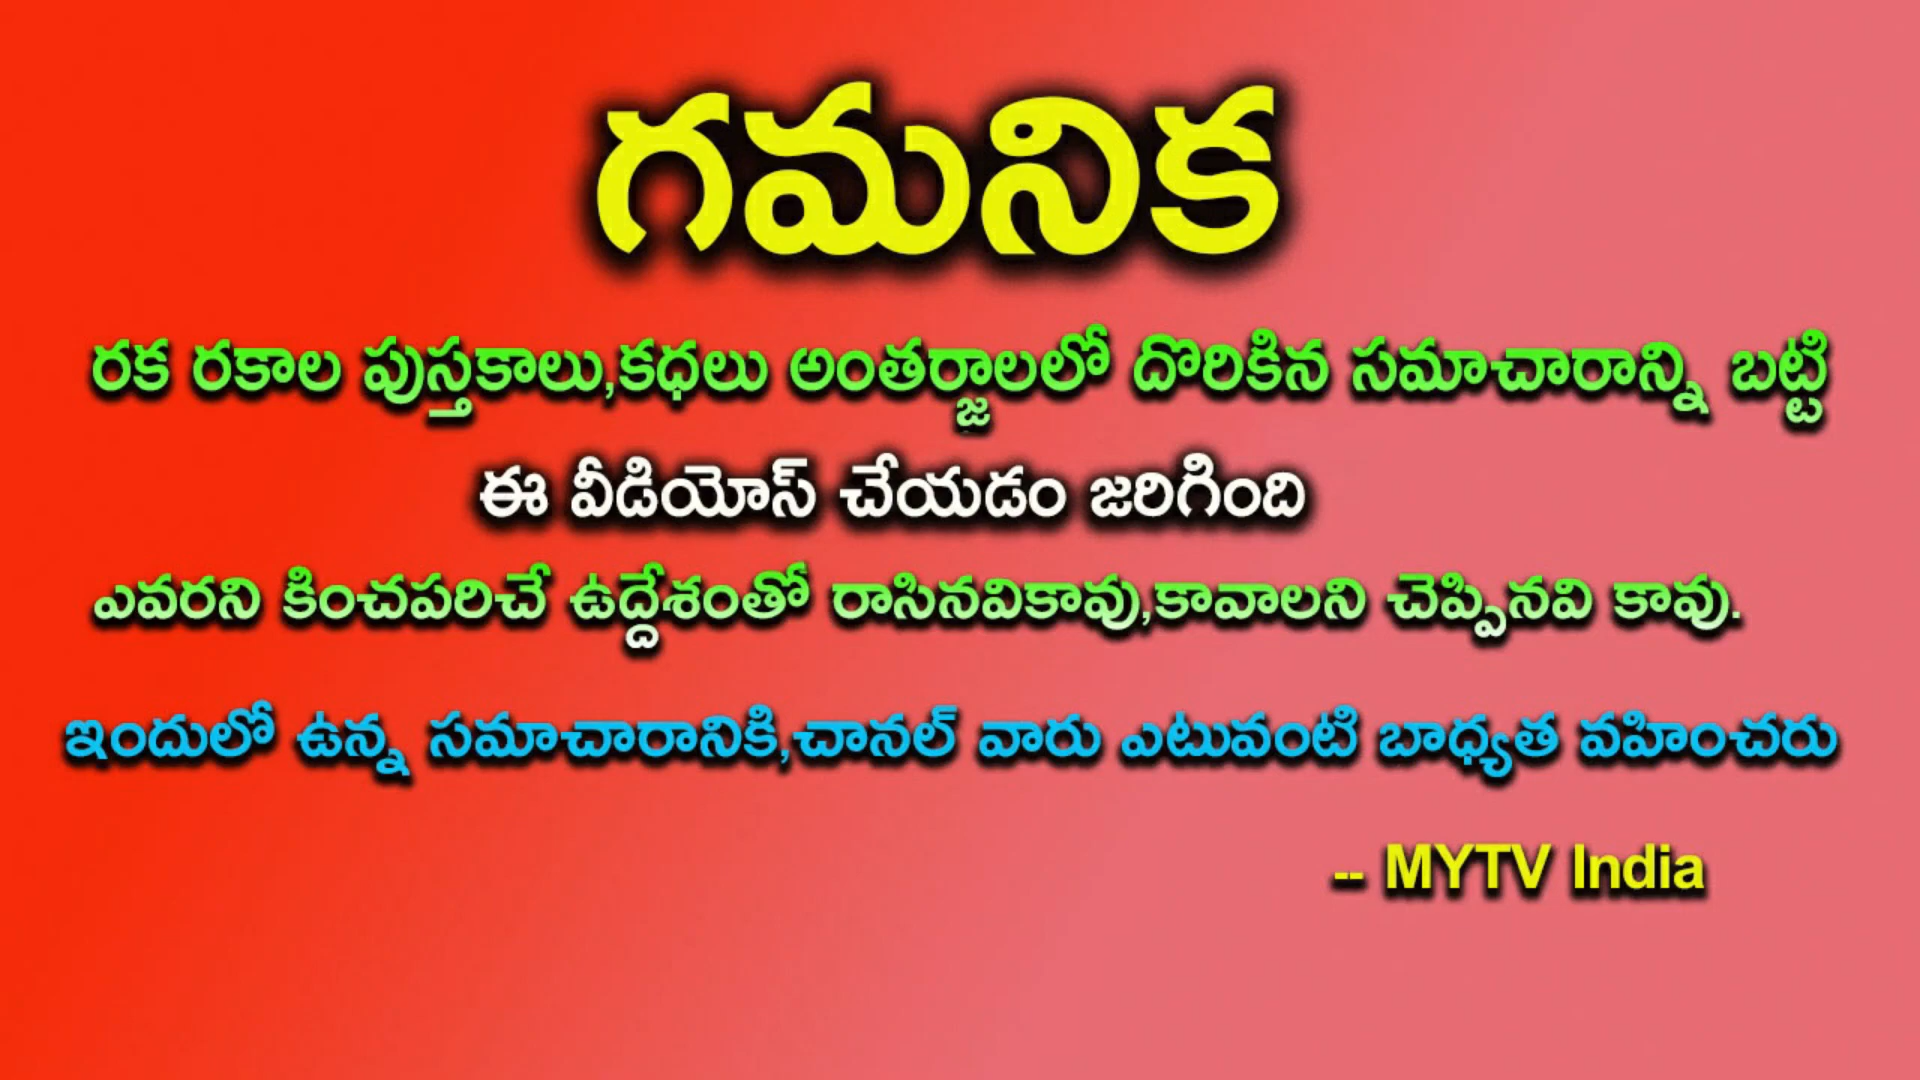 గమనిక
రక రకాల పుస్తకాలు,కధలు అంతర్జాలలో దొరికిన సమాచారాన్ని బట్టి
ఈ వీడియోస్ చేయడం జరిగింది
ఎవరని కించపరిచే ఉద్దేశంతో రాసినవికావు,కావాలని చెప్పినవి కావు.
ఇందులో ఉన్న సమాచారానికి,చానల్ వారు ఎటువంటి బాధ్యత వహించరు
-- MYTV India